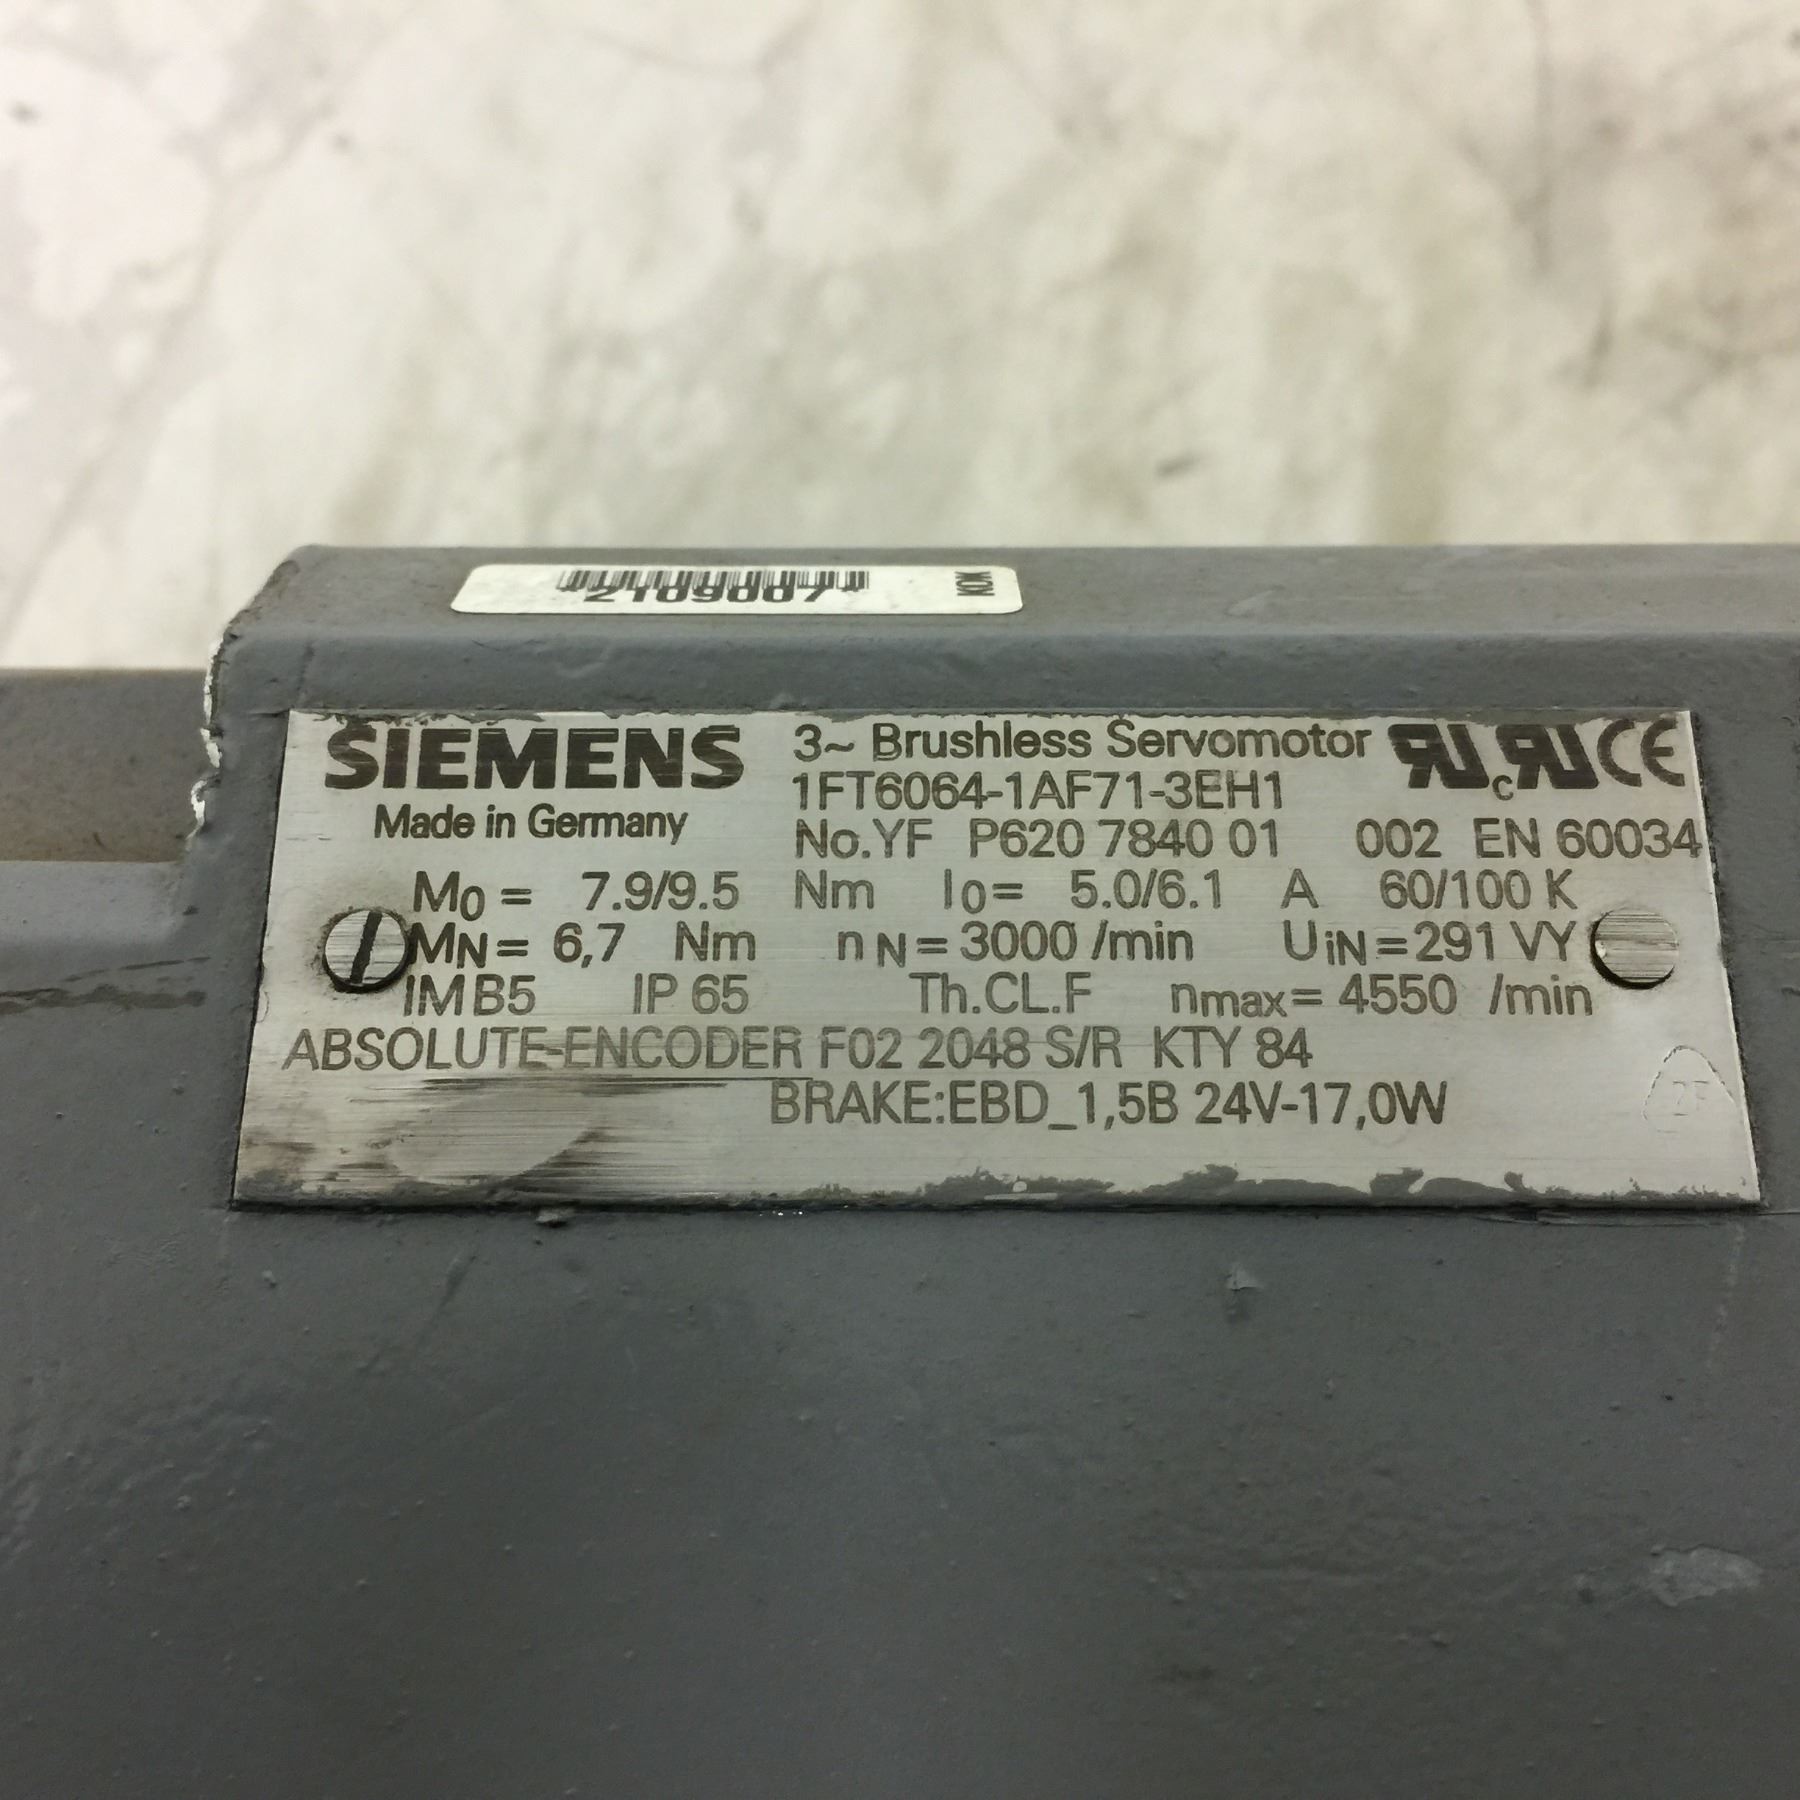 2109007
KOK
SIEMENS
Made in Germany
3~ Brushless Servomotor
1FT6064-1AF71-3EH1
No.YF P620 7840 01 002 EN 60034
M0 = 7.9/9.5 Nm I0= 5.0/6.1 A 60/100 K
MN= 6,7 Nm nN=3000 /min UiN=291 VY
IM B5 IP 65 Th.CL.F nmax= 4550 /min
ABSOLUTE-ENCODER F02 2048 S/R KTY 84
BRAKE:EBD_1,5B 24V-17,0W